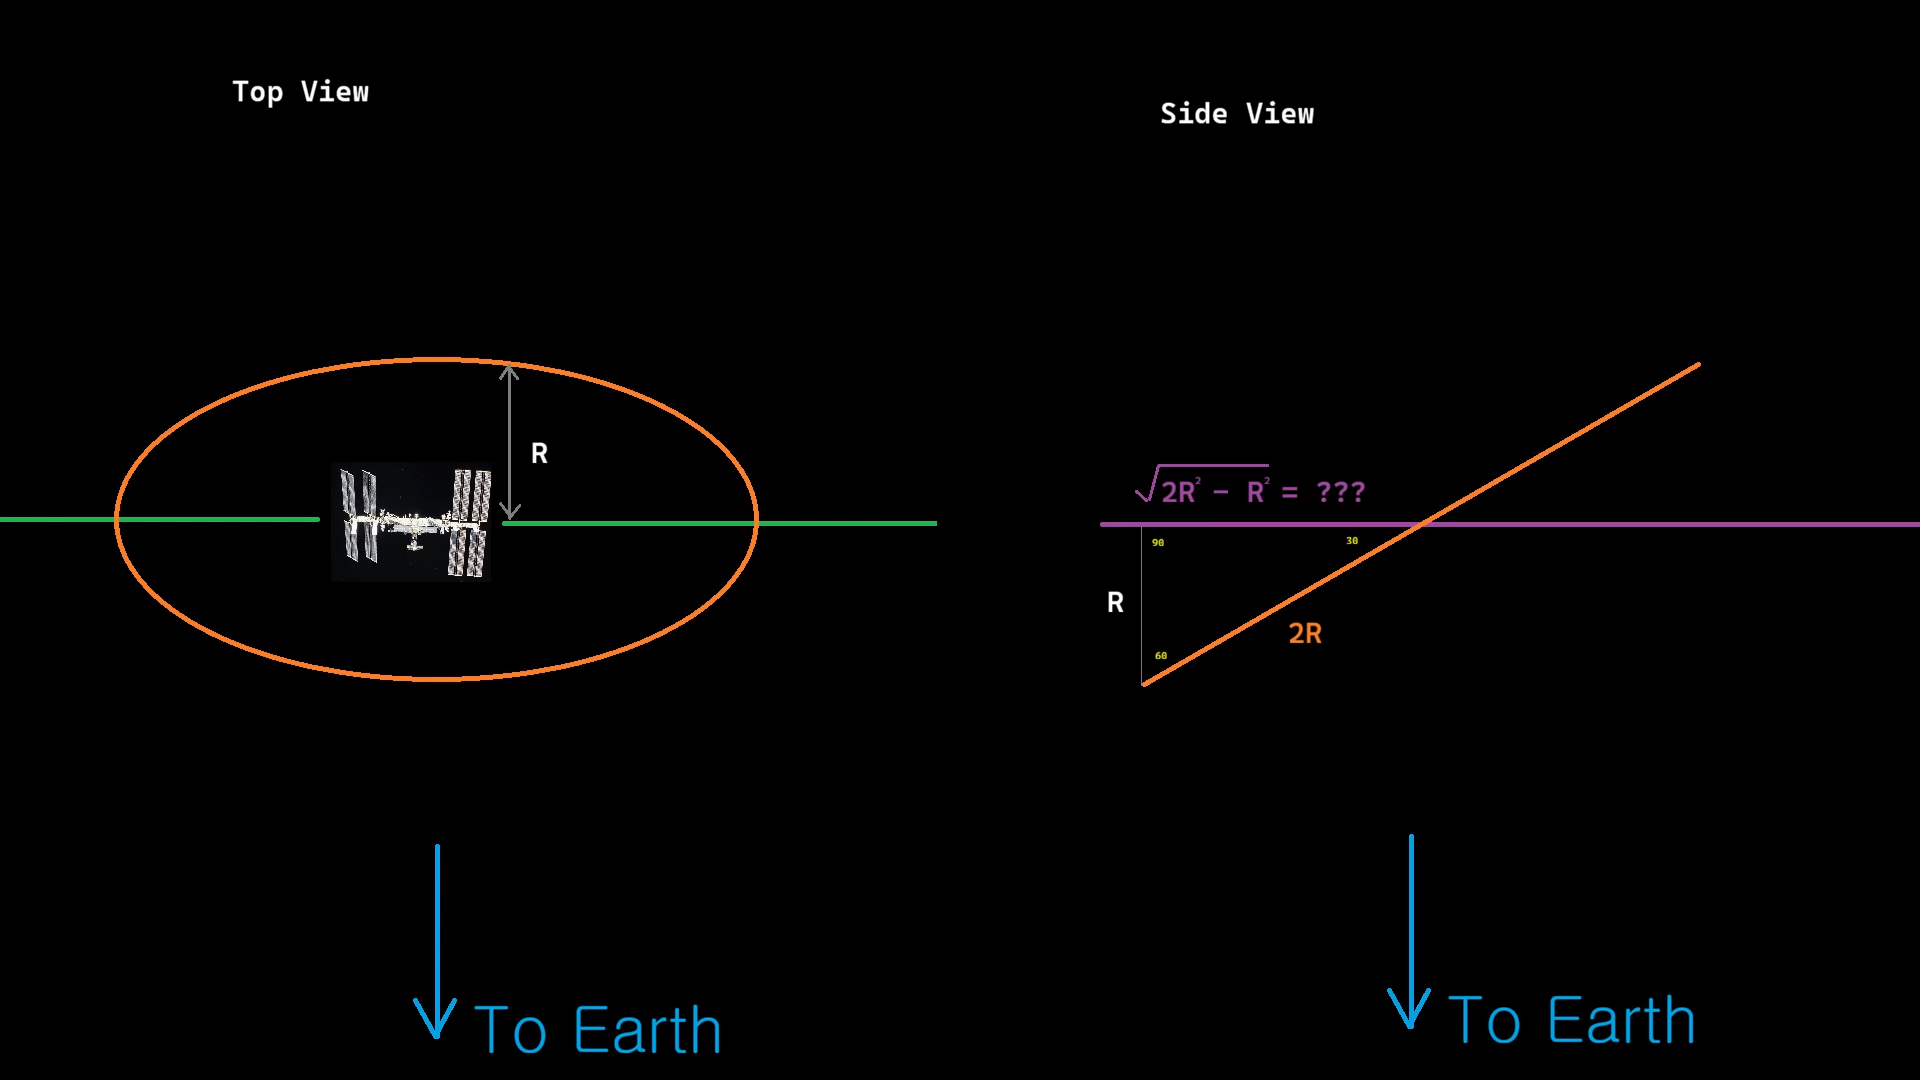 Top View
Side View
R
√2R² - R² = ???
90
30
R
2R
60
To Earth
To Earth